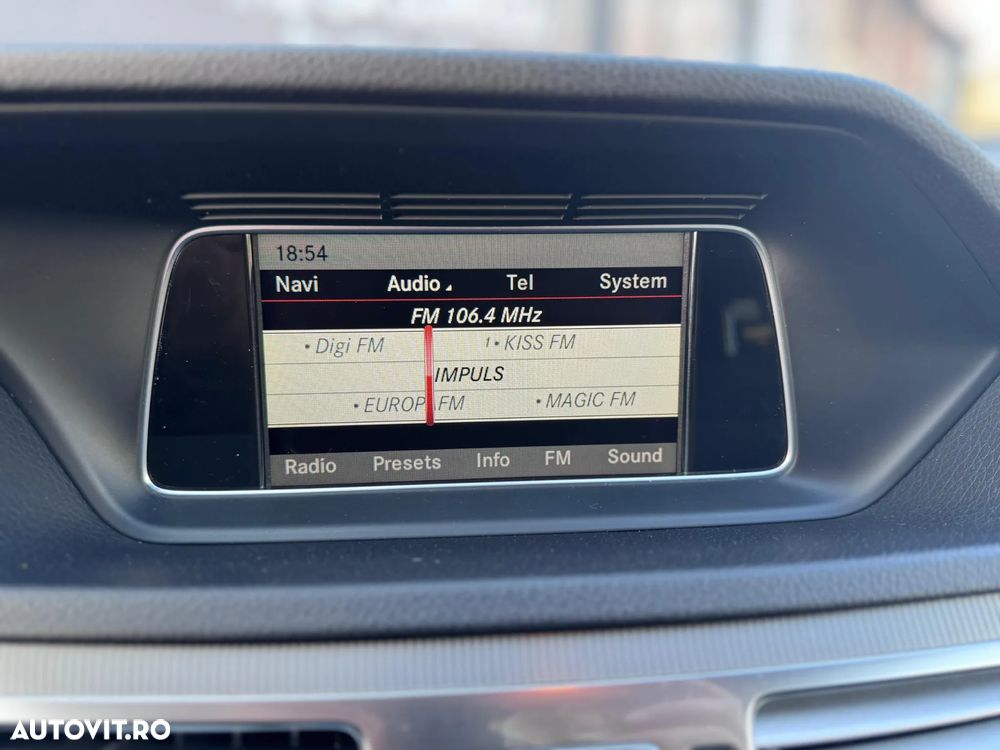 18:54
Navi Audio Tel System
FM 106.4 MHz
• Digi FM 1 • KISS FM
IMPULS
• EUROPA FM • MAGIC FM
Radio Presets Info FM Sound
AUTOVIT.RO